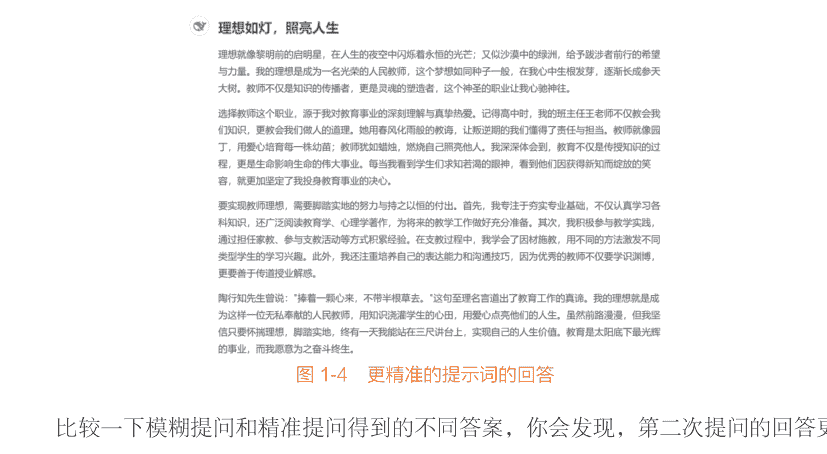 理想如灯，照亮人生
理想就像黎明前的启明星，在人生的夜空中闪烁着永恒的光芒；又似沙漠中的绿洲，给予跋涉者前行的希望
与力量。我的理想是成为一名光荣的人民教师，这个梦想如同种子一般，在我心中生根发芽，逐渐长成参天
大树。教师不仅是知识的传播者，更是灵魂的塑造者，这个神圣的职业让我心驰神往。
选择教师这个职业，源于我对教育事业的深刻理解与真挚热爱。记得高中时，我的班主任王老师不仅教会我
们知识，更教会我们做人的道理。她用春风化雨般的教诲，让叛逆期的我们懂得了责任与担当。教师就像园
丁，用爱心培育每一株幼苗；教师犹如蜡烛，燃烧自己照亮他人。我深深体会到，教育不仅是传授知识的过
程，更是生命影响生命的伟大事业。每当我看到学生们求知若渴的眼神，看到他们因获得新知而绽放的笑
容，就更加坚定了我投身教育事业的决心。
要实现教师理想，需要脚踏实地的努力与持之以恒的付出。首先，我专注于夯实专业基础，不仅认真学习各
科知识，还广泛阅读教育学、心理学著作，为将来的教学工作做好充分准备。其次，我积极参与教学实践，
通过担任家教、参与支教活动等方式积累经验。在支教过程中，我学会了因材施教，用不同的方法激发不同
类型学生的学习兴趣。此外，我还注重培养自己的表达能力和沟通技巧，因为优秀的教师不仅要学识渊博，
更要善于传道授业解惑。
陶行知先生曾说："捧着一颗心来，不带半根草去。"这句至理名言道出了教育工作的真谛。我的理想就是成
为这样一位无私奉献的人民教师，用知识浇灌学生的心田，用爱心点亮他们的人生。虽然前路漫漫，但我坚
信只要怀揣理想，脚踏实地，终有一天我能站在三尺讲台上，实现自己的人生价值。教育是太阳底下最光辉
的事业，而我愿意为之奋斗终生。
图 1-4 更精准的提示词的回答
比较一下模糊提问和精准提问得到的不同答案，你会发现，第二次提问的回答更